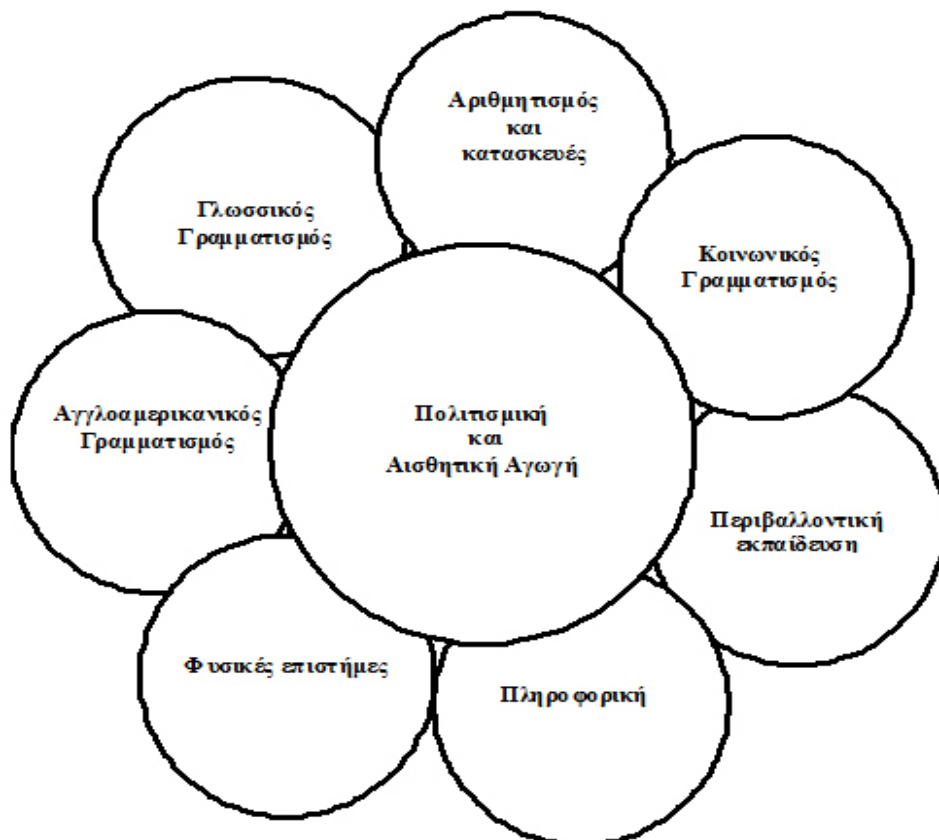 Αριθμητισμός
και
κατασκευές
Γλωσσικός
Γραμματισμός
Κοινωνικός
Γραμματισμός
Αγγλοαμερικανικός
Γραμματισμός
Πολιτισμική
και
Αισθητική Αγωγή
Περιβαλλοντική
εκπαίδευση
Φυσικές επιστήμες
Πληροφορική